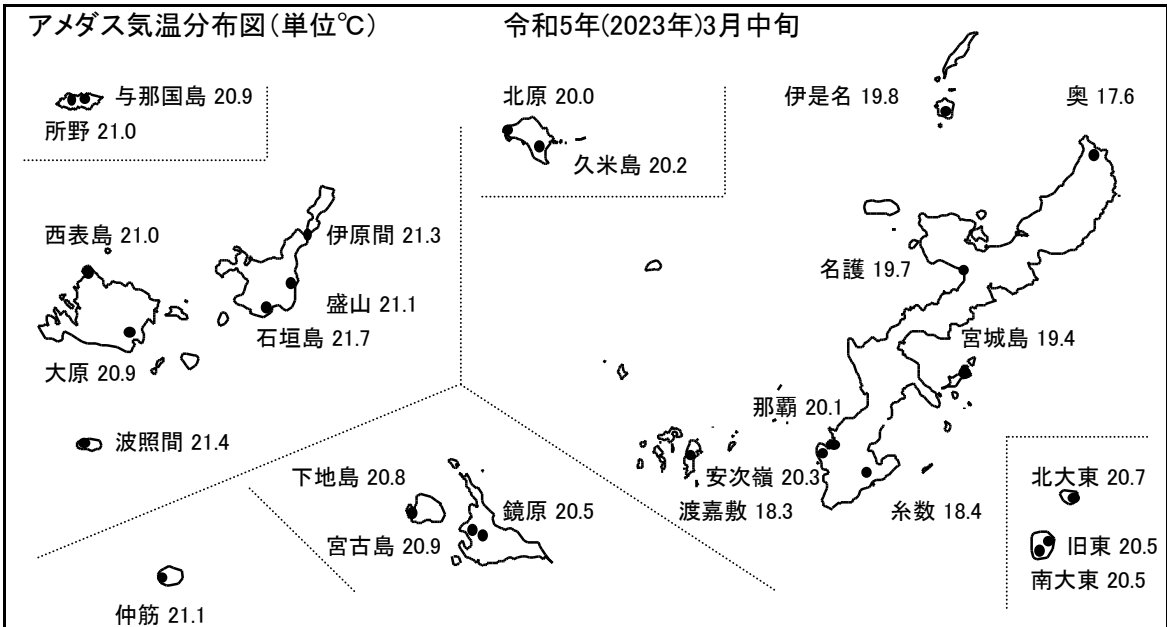 アメダス気温分布図(単位℃)
令和5年(2023年)3月中旬
与那国島 20.9
所野 21.0
北原 20.0
久米島 20.2
伊是名 19.8
奥 17.6
西表島 21.0
伊原間 21.3
盛山 21.1
石垣島 21.7
大原 20.9
波照間 21.4
名護 19.7
宮城島 19.4
那覇 20.1
安次嶺 20.3
渡嘉敷 18.3
糸数 18.4
下地島 20.8
鏡原 20.5
宮古島 20.9
仲筋 21.1
北大東 20.7
旧東 20.5
南大東 20.5